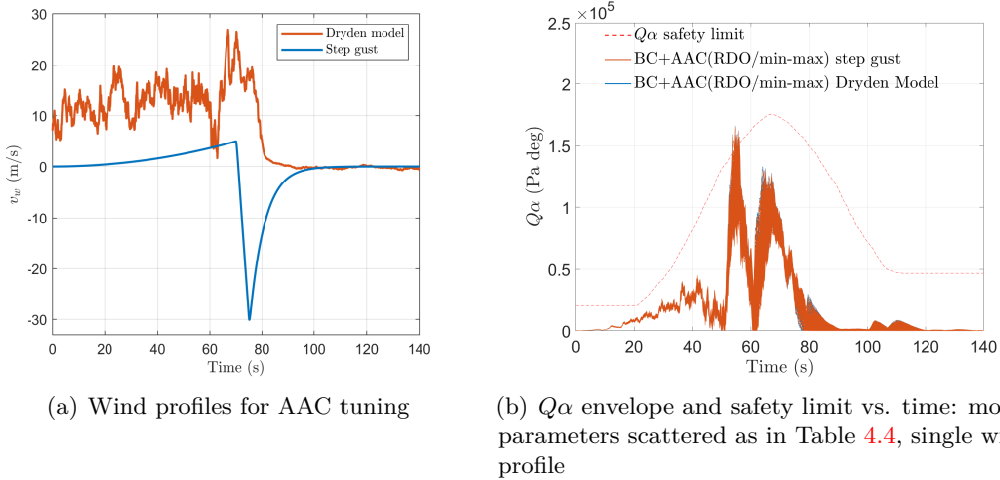 30
20
10
0
-10
-20
-30
0 20 40 60 80 100 120 140
Time (s)
v_w (m/s)
Dryden model
Step gust
(a) Wind profiles for AAC tuning
×10^5
2.5
2
1.5
1
0.5
0
0 20 40 60 80 100 120 140
Time (s)
Qα (Pa deg)
Qα safety limit
BC+AAC(RDO/min-max) step gust
BC+AAC(RDO/min-max) Dryden Model
(b) Qα envelope and safety limit vs. time: mo
parameters scattered as in Table 4.4, single w
profile